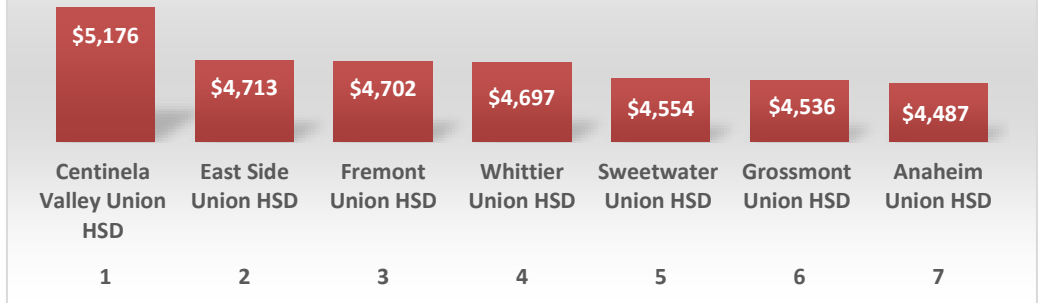 $5,176
$4,713
$4,702
$4,697
$4,554
$4,536
$4,487
Centinela
Valley Union
HSD
East Side
Union HSD
Fremont
Union HSD
Whittier
Union HSD
Sweetwater
Union HSD
Grossmont
Union HSD
Anaheim
Union HSD
1 2 3 4 5 6 7